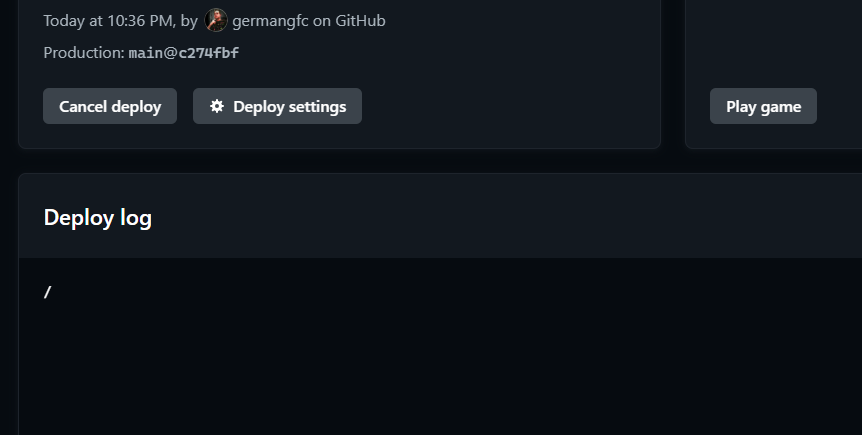 Today at 10:36 PM, by germangfc on GitHub
Production: main@c274fbf
Cancel deploy
Deploy settings
Play game
Deploy log
/